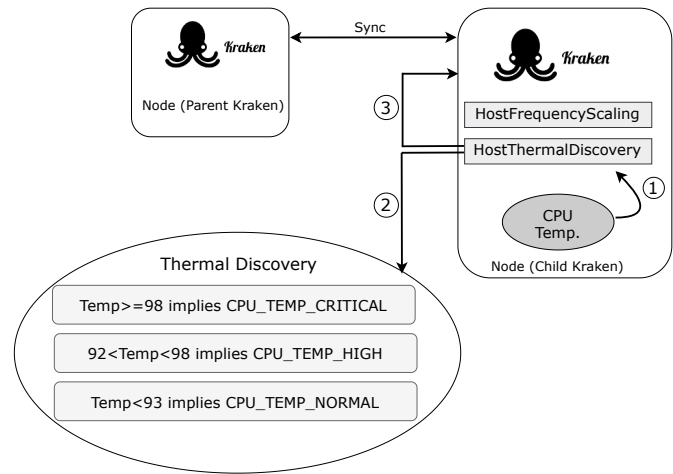 Sync
Kraken
Node (Parent Kraken)
Kraken
HostFrequencyScaling
HostThermalDiscovery
1
CPU
Temp.
Node (Child Kraken)
3
2
Thermal Discovery
Temp>=98 implies CPU_TEMP_CRITICAL
92<Temp<98 implies CPU_TEMP_HIGH
Temp<93 implies CPU_TEMP_NORMAL